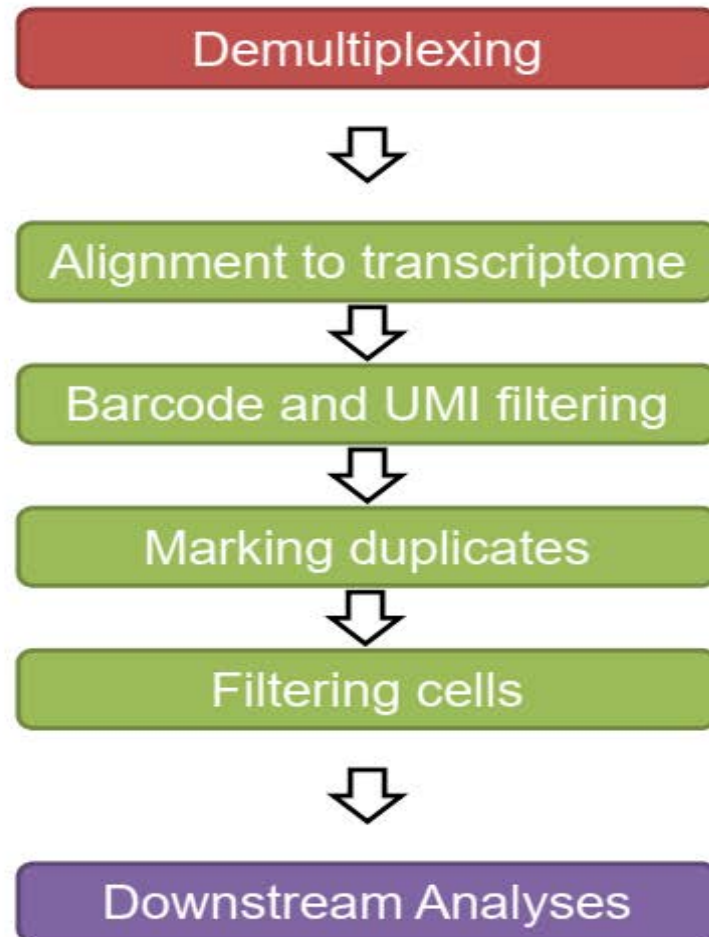 Demultiplexing
Alignment to transcriptome
Barcode and UMI filtering
Marking duplicates
Filtering cells
Downstream Analyses